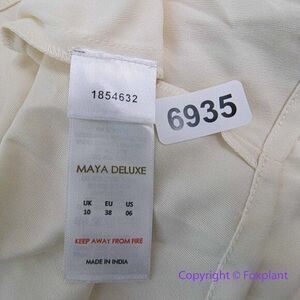 1854632
6935
MAYA DELUXE
UK EU US
10 38 06
KEEP AWAY FROM FIRE
MADE IN INDIA
Copyright © Foxplant